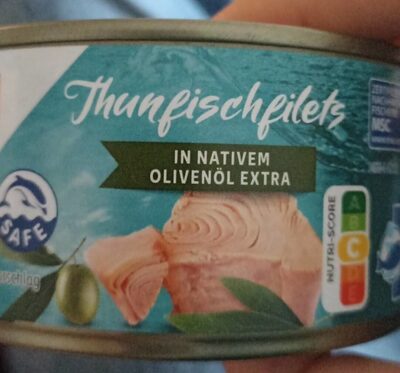 Thunfischfilets
IN NATIVEM
OLIVENÖL EXTRA
MSC
SAFE
NUTRI-SCORE
A
B
C
D
E